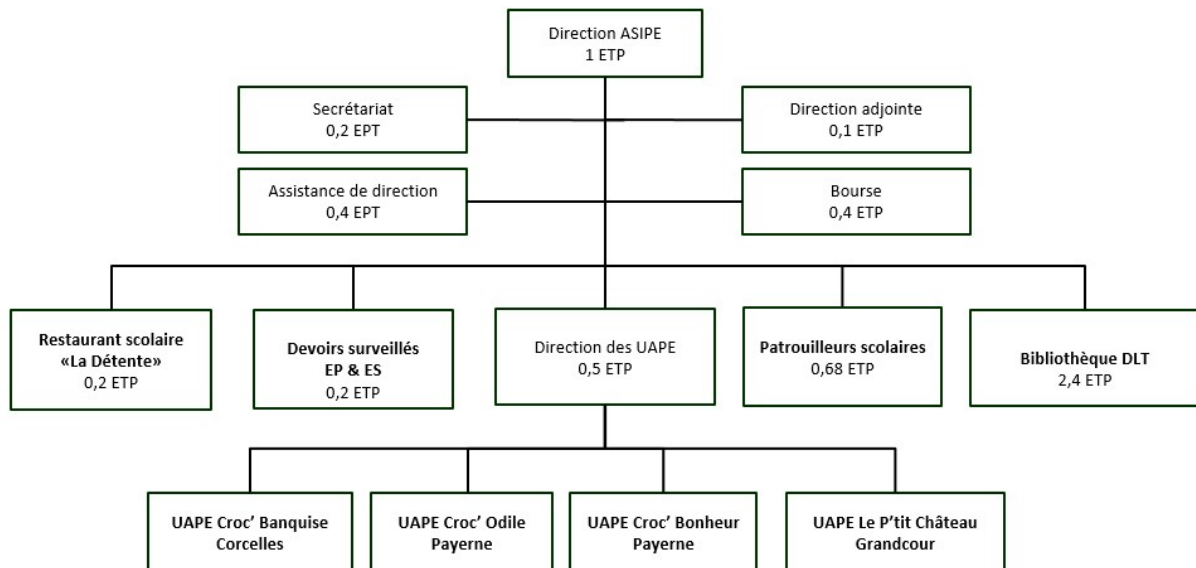 Direction ASIPE
1 ETP
Secrétariat
0,2 EPT
Direction adjointe
0,1 ETP
Assistance de direction
0,4 EPT
Bourse
0,4 ETP
Restaurant scolaire
«La Détente»
0,2 ETP
Devoirs surveillés
EP & ES
0,2 ETP
Direction des UAPE
0,5 ETP
Patrouilleurs scolaires
0,68 ETP
Bibliothèque DLT
2,4 ETP
UAPE Croc’ Banquise
Corcelles
UAPE Croc’ Odile
Payerne
UAPE Croc’ Bonheur
Payerne
UAPE Le P’tit Château
Grandcour